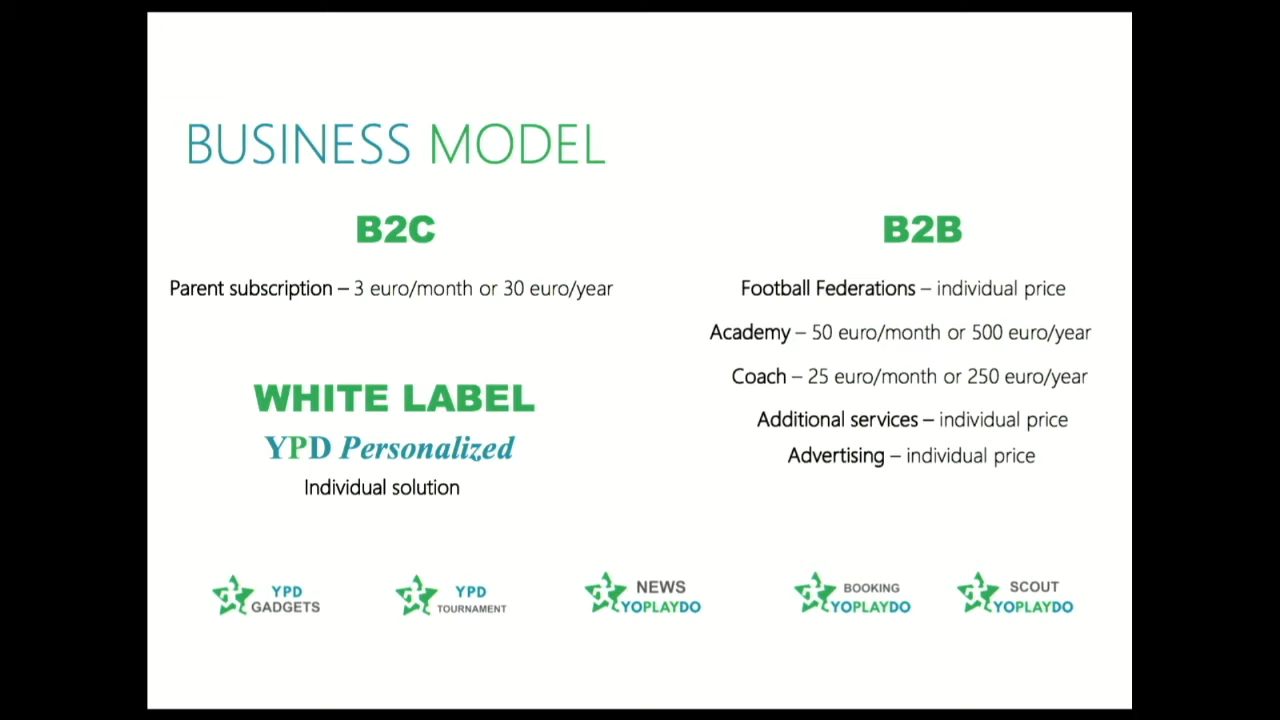 BUSINESS MODEL
B2C
Parent subscription – 3 euro/month or 30 euro/year
WHITE LABEL
YPD Personalized
Individual solution
B2B
Football Federations – individual price
Academy – 50 euro/month or 500 euro/year
Coach – 25 euro/month or 250 euro/year
Additional services – individual price
Advertising – individual price
YPD
GADGETS
YPD
TOURNAMENT
NEWS
YOPLAYDO
BOOKING
YOPLAYDO
SCOUT
YOPLAYDO